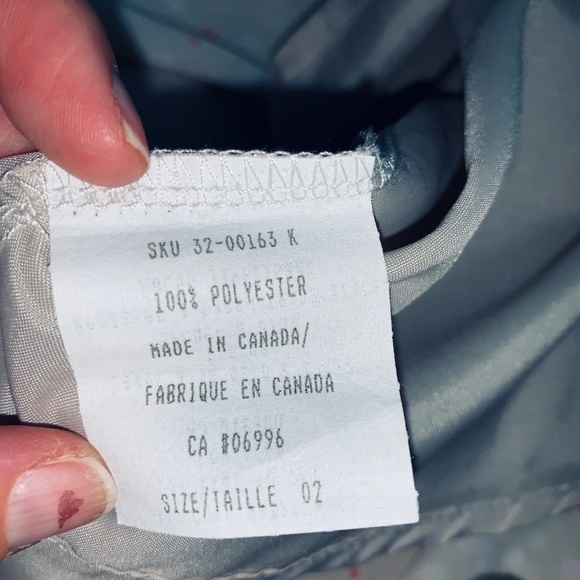 SKU 32-00163 K
100% POLYESTER
MADE IN CANADA/
FABRIQUE EN CANADA
CA #06996
SIZE/TAILLE 02